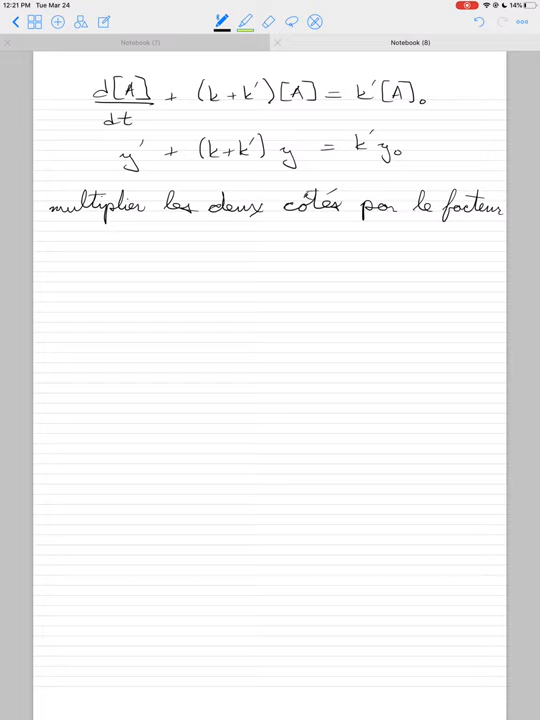 12:21 PM Tue Mar 24
14%
Notebook (7)
Notebook (8)
d[A]/dt + (k+k′)[A] = k′[A]₀
y′ + (k+k′) y = k′y₀
multiplier les deux côtés par le facteur